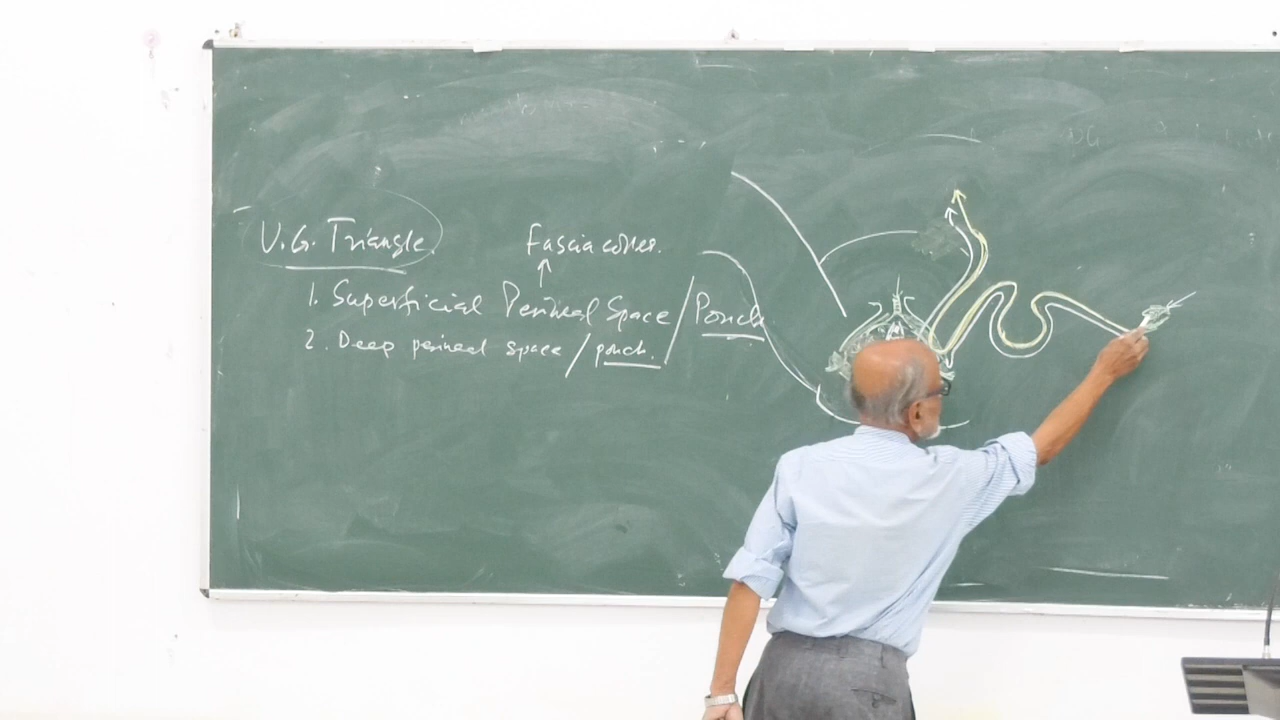 U.G. Triangle
Fascia colles.
1. Superficial Perineal Space / Pouch
2. Deep perineal space / pouch.